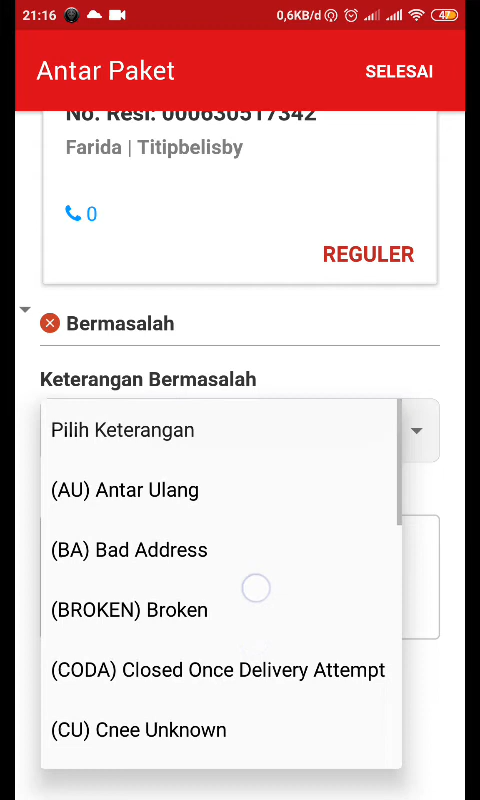 21:16 0,6KB/d 47
Antar Paket SELESAI
No. Resi: 000630517342
Farida | Titipbelisby
0
REGULER
Bermasalah
Keterangan Bermasalah
Pilih Keterangan
(AU) Antar Ulang
(BA) Bad Address
(BROKEN) Broken
(CODA) Closed Once Delivery Attempt
(CU) Cnee Unknown